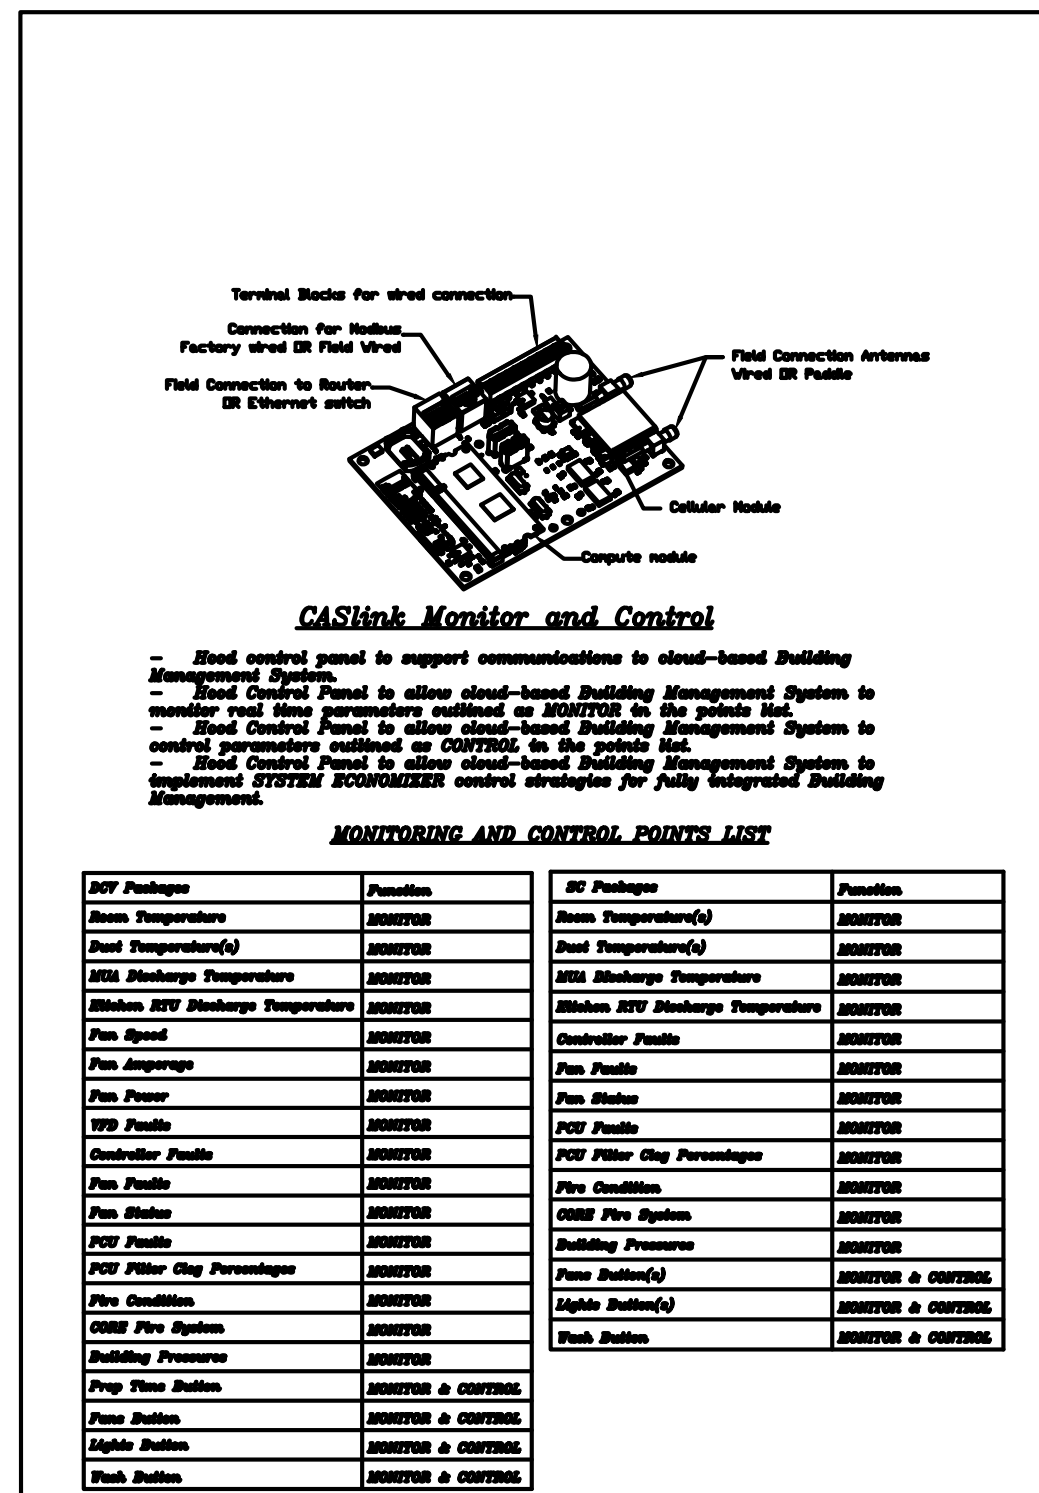 Terminal Blocks for wired connection
Connection for Modbus
Factory wired OR Field Wired
Field Connection to Router
OR Ethernet switch
Field Connection Antennas
Wired OR Paddle
Cellular Module
Compute module
CASlink Monitor and Control
- Hood control panel to support communications to cloud-based Building
Management System.
- Hood Control Panel to allow cloud-based Building Management System to
monitor real time parameters outlined as MONITOR in the points list.
- Hood Control Panel to allow cloud-based Building Management System to
control parameters outlined as CONTROL in the points list.
- Hood Control Panel to allow cloud-based Building Management System to
implement SYSTEM ECONOMIZER control strategies for fully integrated Building
Management.
MONITORING AND CONTROL POINTS LIST
DCV Packages Function
Room Temperature MONITOR
Duct Temperature(s) MONITOR
MUA Discharge Temperature MONITOR
Kitchen RTU Discharge Temperature MONITOR
Fan Speed MONITOR
Fan Amperage MONITOR
Fan Power MONITOR
VFD Faults MONITOR
Controller Faults MONITOR
Fan Faults MONITOR
Fan Status MONITOR
PCU Faults MONITOR
PCU Filter Clog Percentages MONITOR
Fire Condition MONITOR
CORE Fire System MONITOR
Building Pressures MONITOR
Prep Time Button MONITOR & CONTROL
Fans Button MONITOR & CONTROL
Lights Button MONITOR & CONTROL
Wash Button MONITOR & CONTROL
SC Packages Function
Room Temperature(s) MONITOR
Duct Temperature(s) MONITOR
MUA Discharge Temperature MONITOR
Kitchen RTU Discharge Temperature MONITOR
Controller Faults MONITOR
Fan Faults MONITOR
Fan Status MONITOR
PCU Faults MONITOR
PCU Filter Clog Percentages MONITOR
Fire Condition MONITOR
CORE Fire System MONITOR
Building Pressures MONITOR
Fans Button(s) MONITOR & CONTROL
Lights Button(s) MONITOR & CONTROL
Wash Button MONITOR & CONTROL